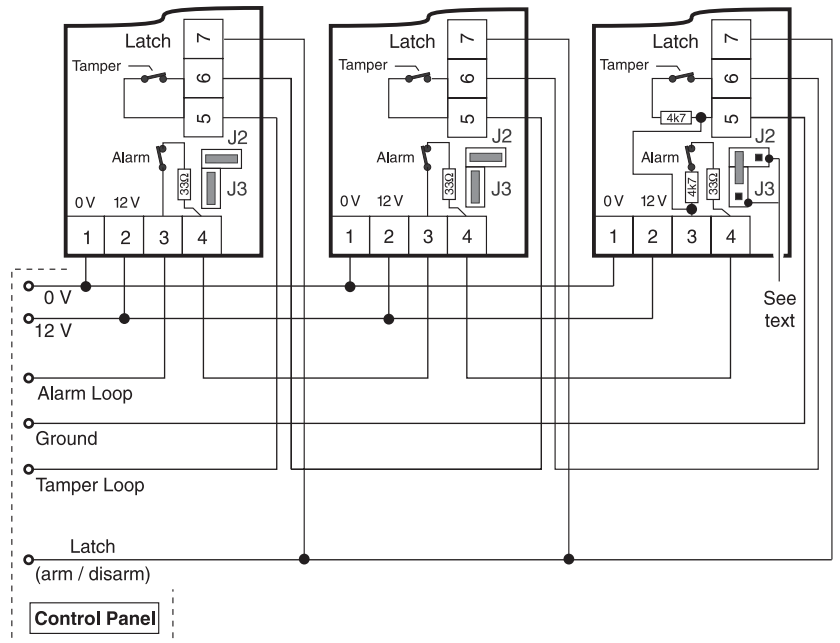 Latch 7
Tamper 6
5
J2
Alarm 33Ω J3
0 V 12 V
1 2 3 4
Latch 7
Tamper 6
5
J2
Alarm 33Ω J3
0 V 12 V
1 2 3 4
Latch 7
Tamper 6
4k7 5
J2
Alarm 4k7 33Ω J3
0 V 12 V
1 2 3 4
See
text
0 V
12 V
Alarm Loop
Ground
Tamper Loop
Latch
(arm / disarm)
Control Panel